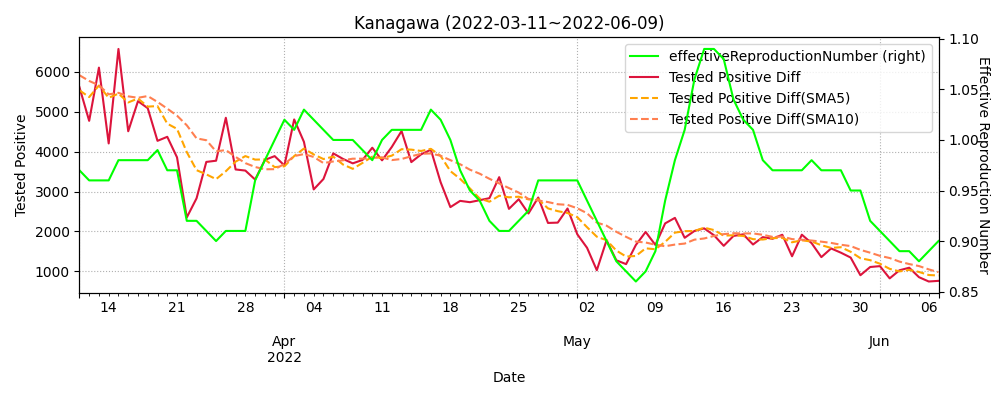 Kanagawa (2022-03-11~2022-06-09)
effectiveReproductionNumber (right)
Tested Positive Diff
Tested Positive Diff(SMA5)
Tested Positive Diff(SMA10)
Tested Positive
6000
5000
4000
3000
2000
1000
Effective Reproduction Number
1.10
1.05
1.00
0.95
0.90
0.85
14 21 28 04 11 18 25 02 09 16 23 30 06
Apr May Jun
2022
Date